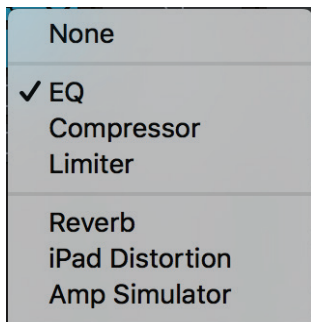 None
EQ
Compressor
Limiter
Reverb
iPad Distortion
Amp Simulator